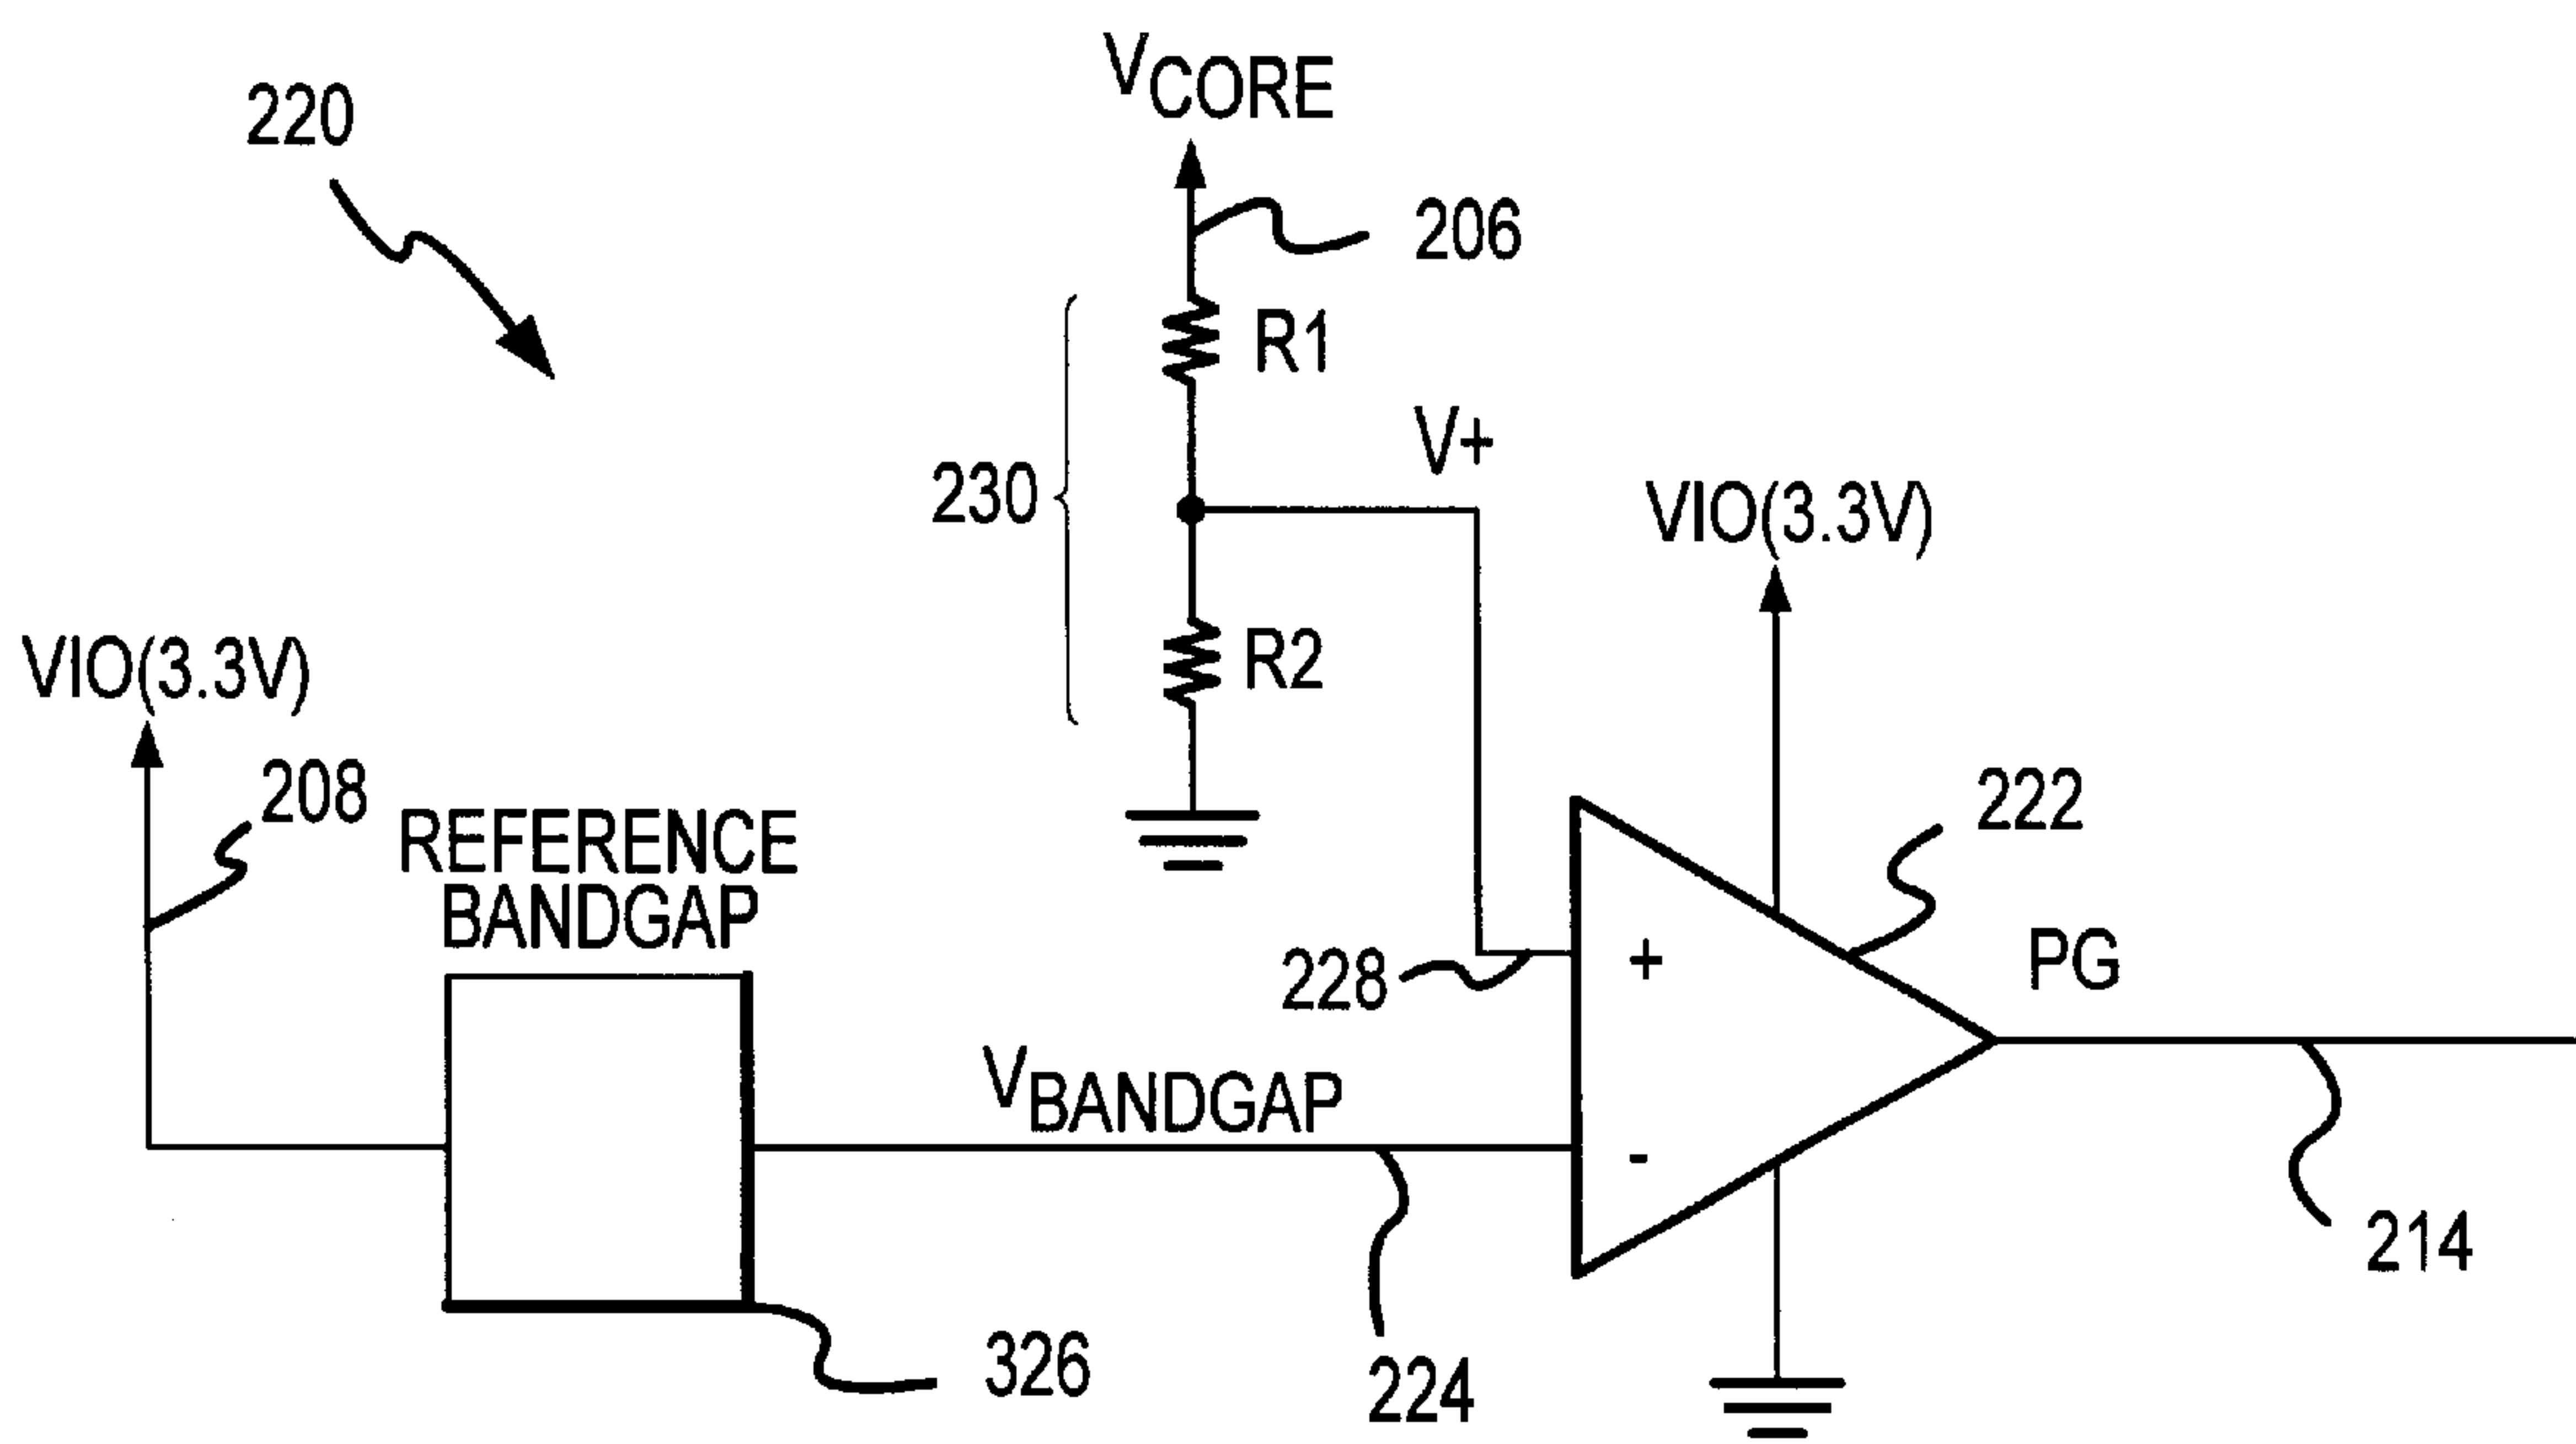 220
VCORE
206
R1
V+
230
VIO(3.3V)
R2
VIO(3.3V)
208
REFERENCE
BANDGAP
222
+
PG
228
VBANDGAP
-
214
326
224